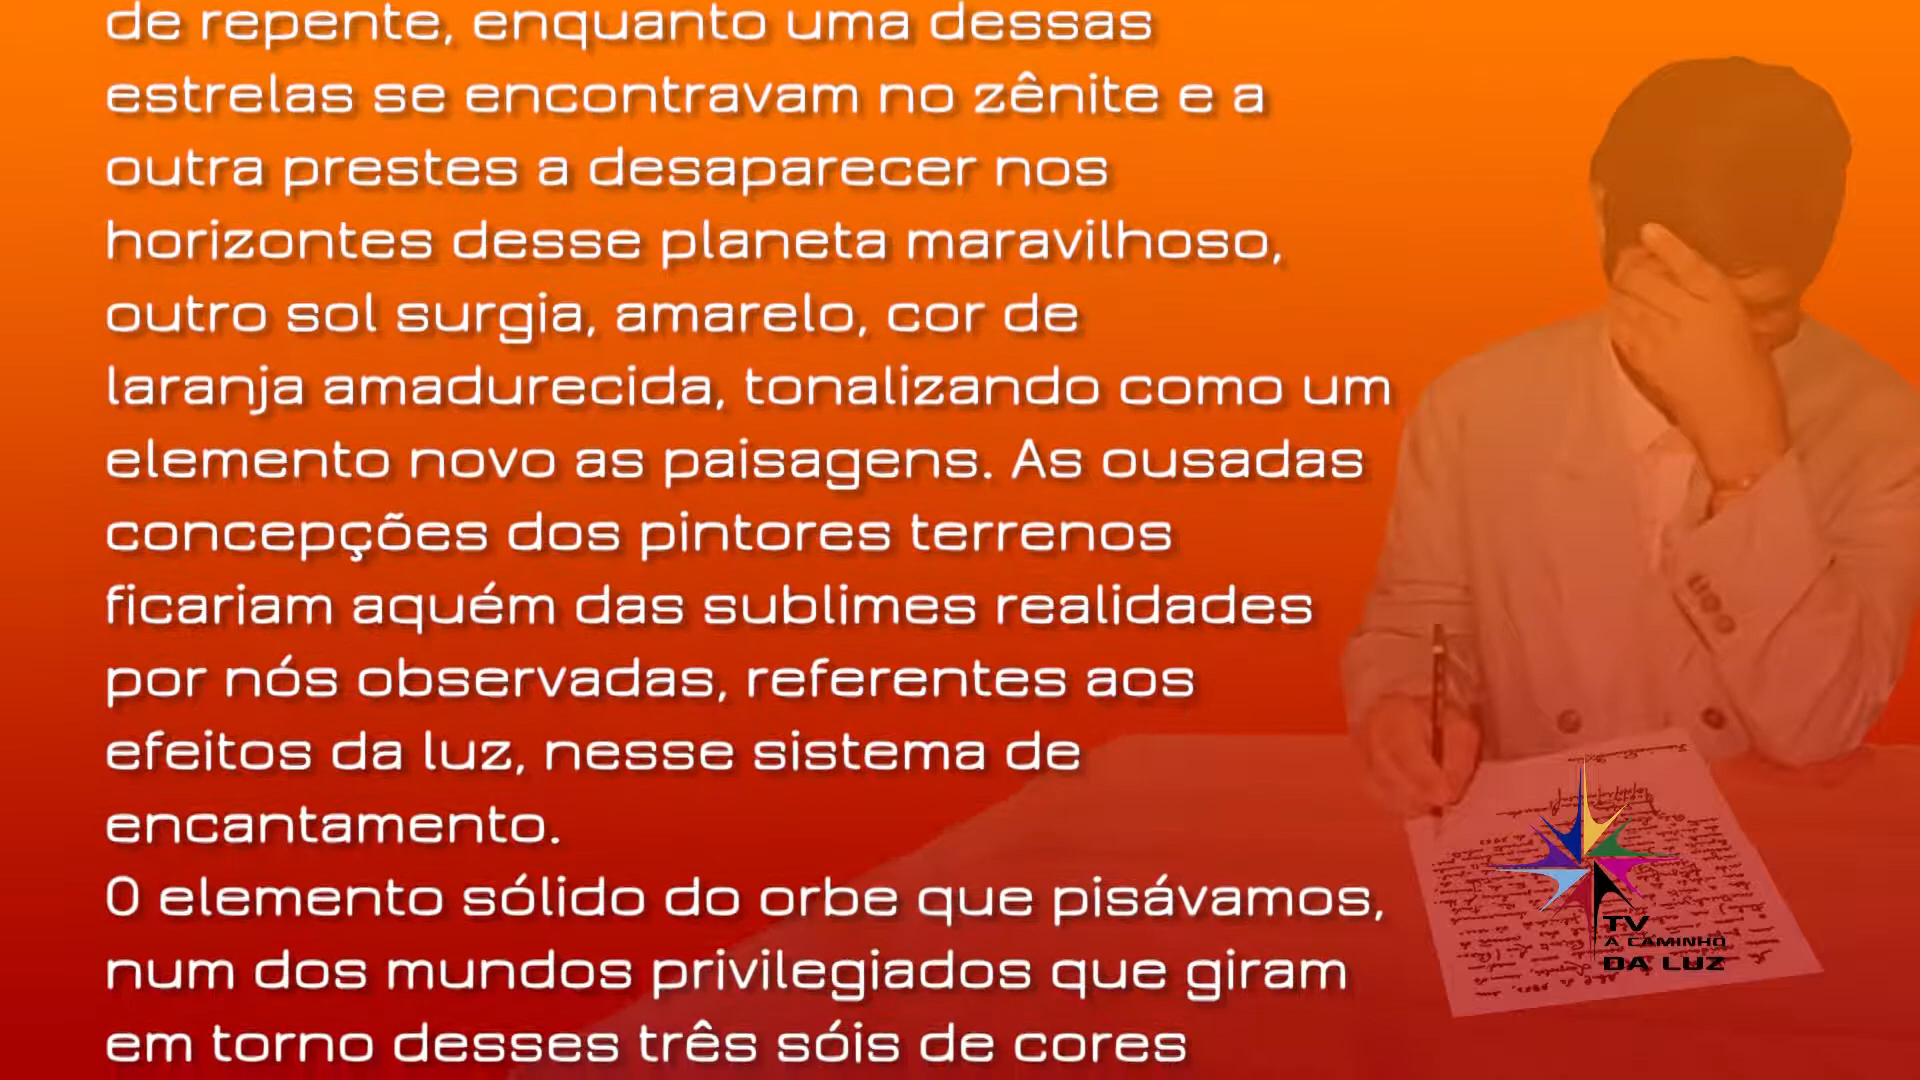 de repente, enquanto uma dessas
estrelas se encontravam no zênite e a
outra prestes a desaparecer nos
horizontes desse planeta maravilhoso,
outro sol surgia, amarelo, cor de
laranja amadurecida, tonalizando como um
elemento novo as paisagens. As ousadas
concepções dos pintores terrenos
ficariam aquém das sublimes realidades
por nós observadas, referentes aos
efeitos da luz, nesse sistema de
encantamento.
O elemento sólido do orbe que pisávamos,
num dos mundos privilegiados que giram
em torno desses três sóis de cores
TV
A CAMINHO
DA LUZ